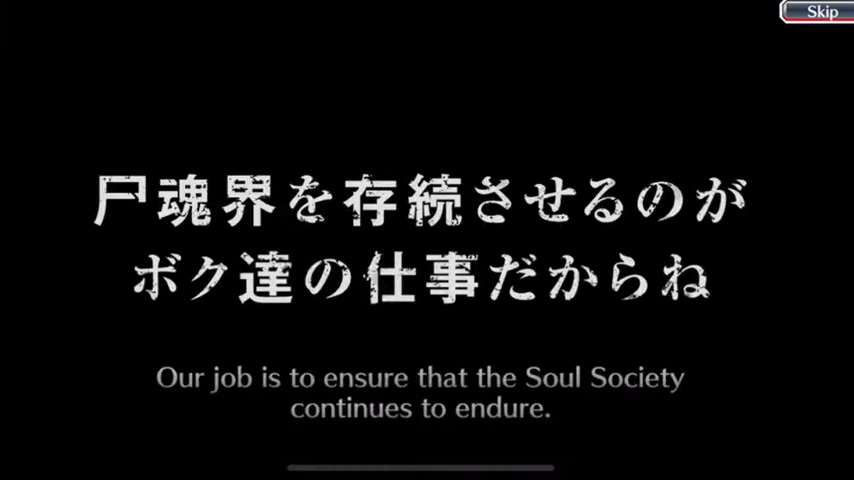 Skip
尸魂界を存続させるのが
ボク達の仕事だからね
Our job is to ensure that the Soul Society
continues to endure.